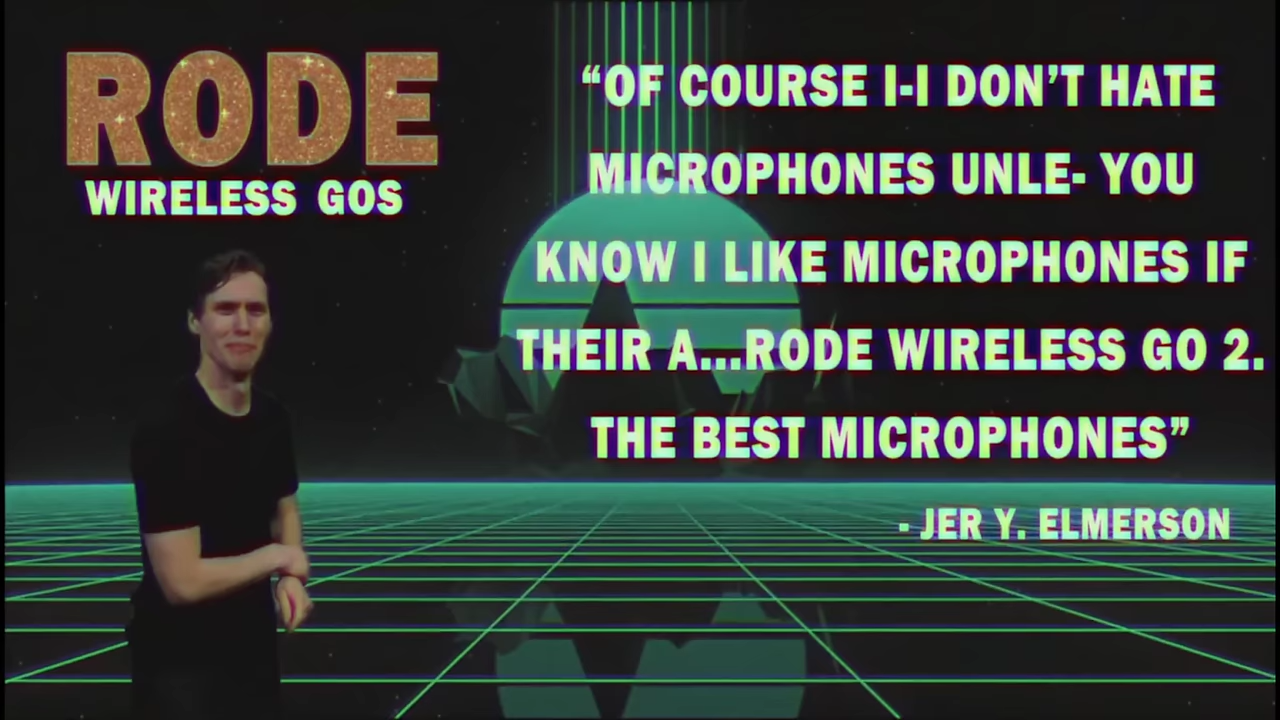 RODE
WIRELESS GOS
“OF COURSE I-I DON’T HATE
MICROPHONES UNLE- YOU
KNOW I LIKE MICROPHONES IF
THEIR A...RODE WIRELESS GO 2.
THE BEST MICROPHONES”
- JER Y. ELMERSON